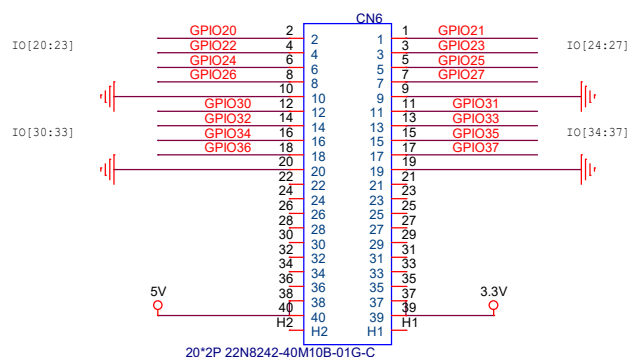 CN6
GPIO20 2 2 1 1 GPIO21
IO[20:23] GPIO22 4 4 3 3 GPIO23 IO[24:27]
GPIO24 6 6 5 5 GPIO25
GPIO26 8 8 7 7 GPIO27
10 10 9 9
GPIO30 12 12 11 11 GPIO31
IO[30:33] GPIO32 14 14 13 13 GPIO33 IO[34:37]
GPIO34 16 16 15 15 GPIO35
GPIO36 18 18 17 17 GPIO37
20 20 19 19
22 22 21 21
24 24 23 23
26 26 25 25
28 28 27 27
30 30 29 29
32 32 31 31
34 34 33 33
36 36 35 35
5V 38 38 37 37 3.3V
40 40 39 39
H2 H2 H1 H1
20*2P 22N8242-40M10B-01G-C